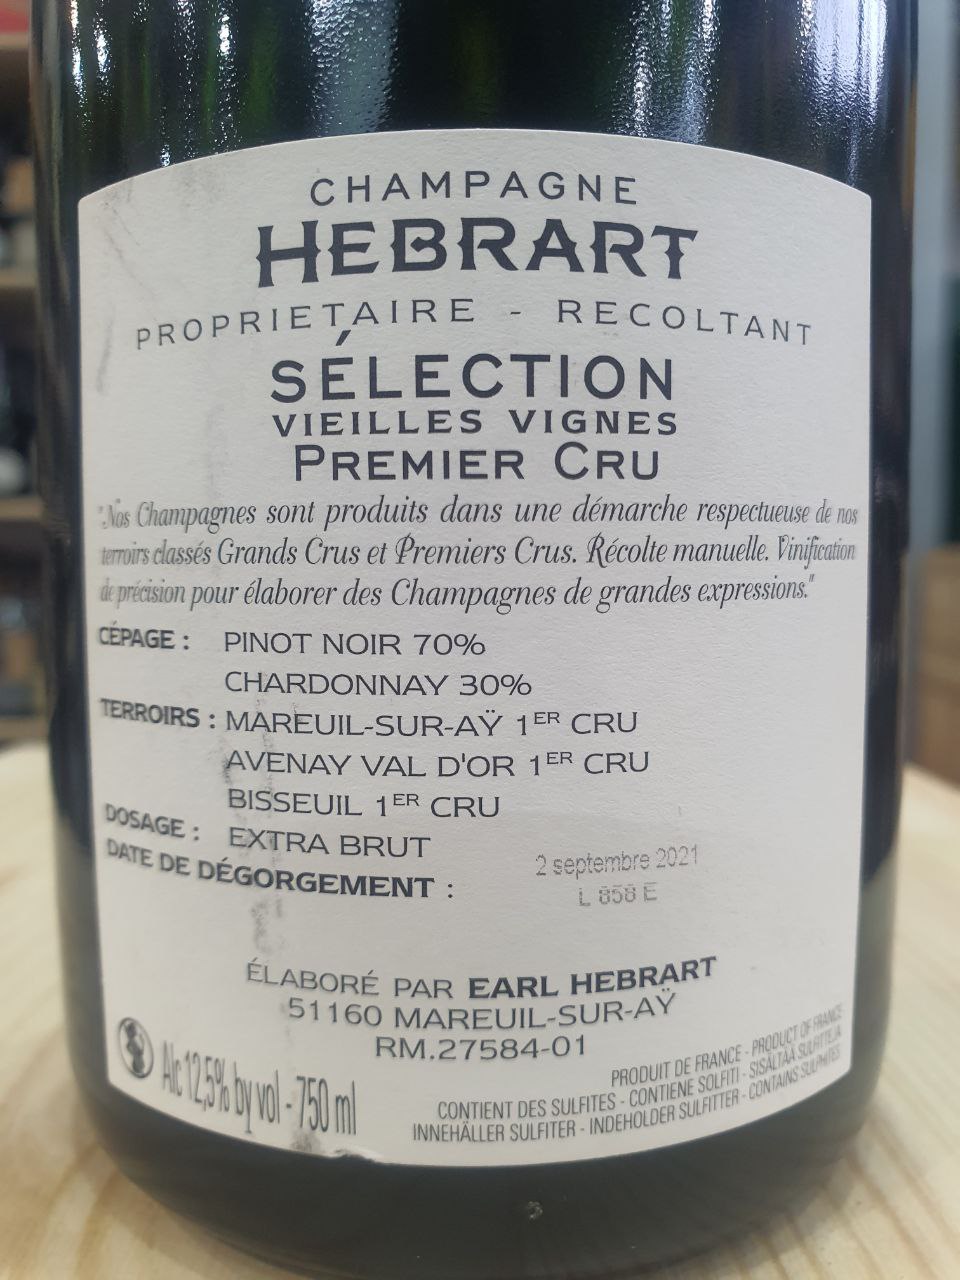 CHAMPAGNE
HEBRART
PROPRIETAIRE - RECOLTANT
SÉLECTION
VIEILLES VIGNES
PREMIER CRU
"Nos Champagnes sont produits dans une démarche respectueuse de nos
terroirs classés Grands Crus et Premiers Crus. Récolte manuelle. Vinification
de précision pour élaborer des Champagnes de grandes expressions."
CÉPAGE : PINOT NOIR 70%
CHARDONNAY 30%
TERROIRS : MAREUIL-SUR-AŸ 1ER CRU
AVENAY VAL D'OR 1ER CRU
BISSEUIL 1ER CRU
DOSAGE : EXTRA BRUT
DATE DE DÉGORGEMENT : 2 septembre 2021
L 858 E
ÉLABORÉ PAR EARL HEBRART
51160 MAREUIL-SUR-AŸ
RM.27584-01
Alc 12,5% by vol - 750 ml
PRODUIT DE FRANCE - PRODUCT OF FRANCE
CONTIENT DES SULFITES - CONTIENE SOLFITI - SISÄLTÄÄ SULFIITTEJA
INNEHÄLLER SULFITER - INDEHOLDER SULFITTER - CONTAINS SULPHITES